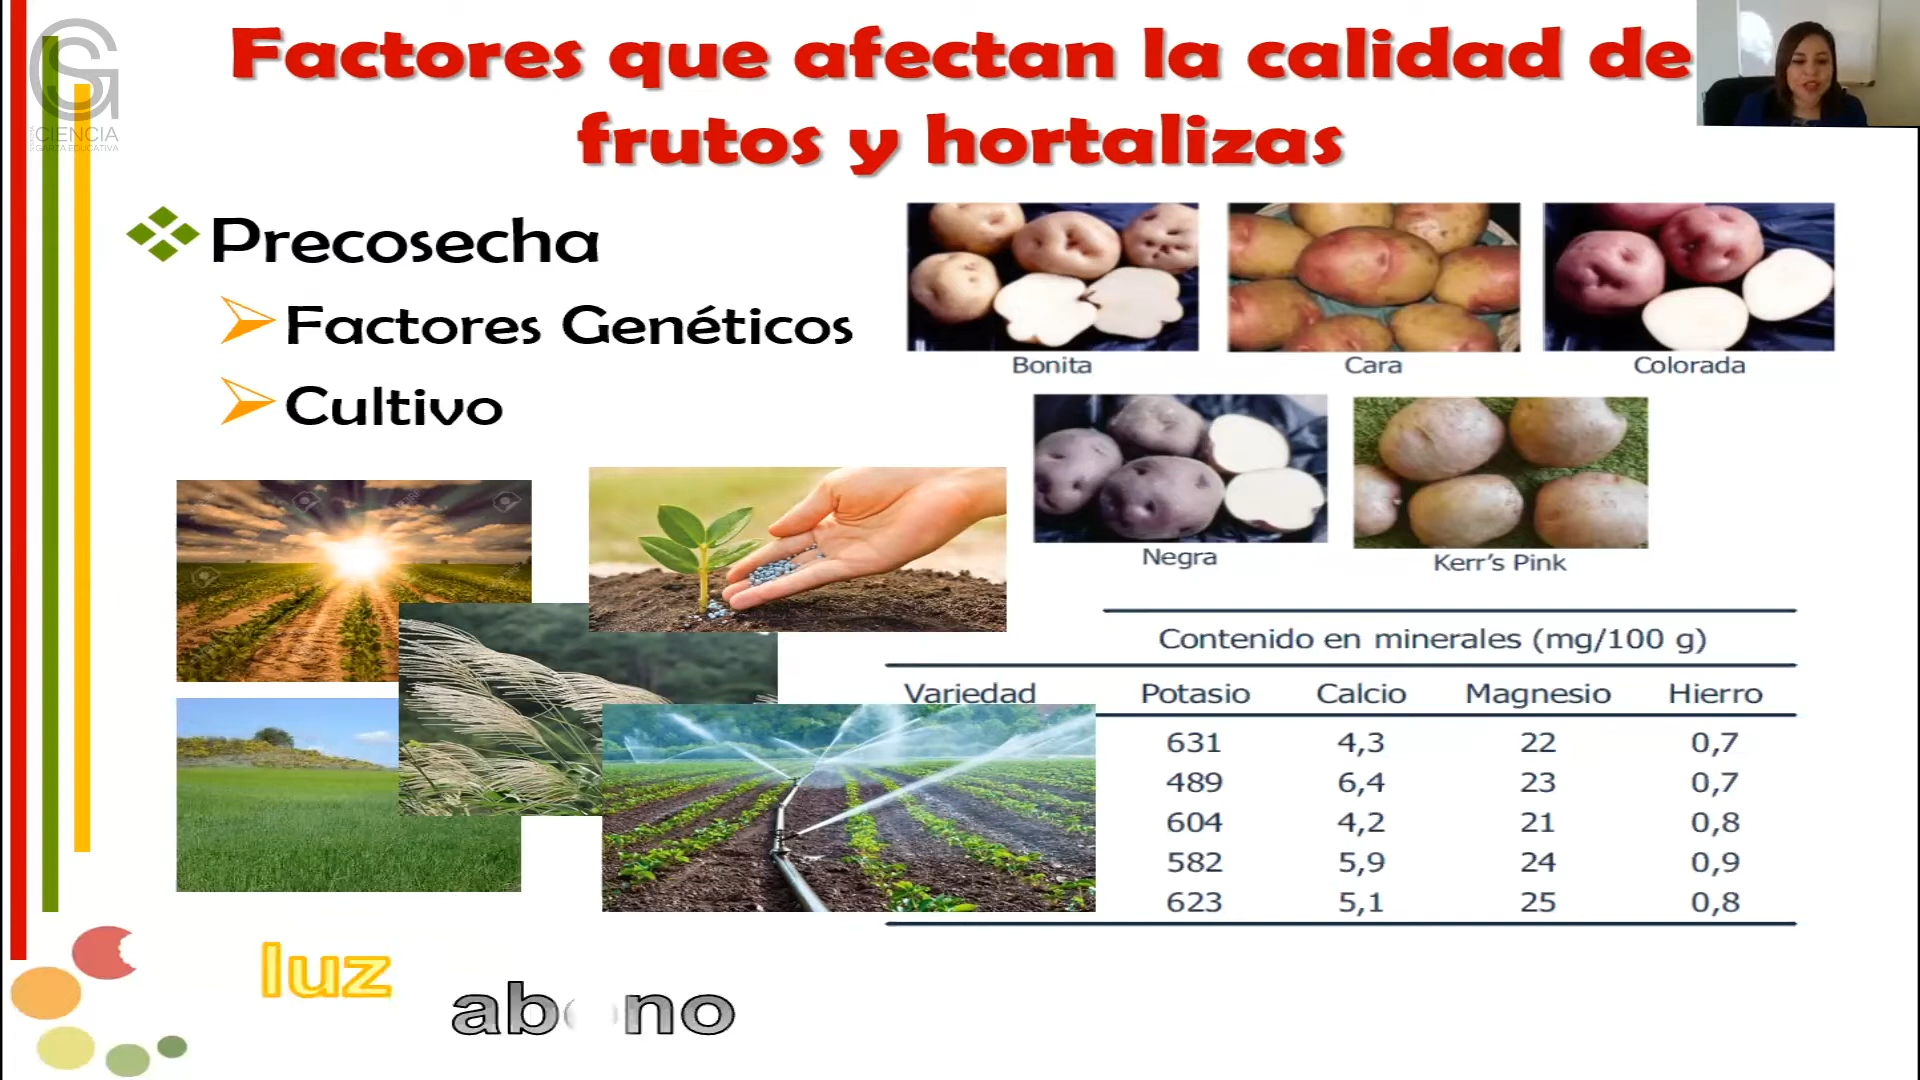 Factores que afectan la calidad de
frutos y hortalizas
CIENCIA
GARZA EDUCATIVA
Precosecha
Factores Genéticos
Cultivo
Bonita
Cara
Colorada
Negra
Kerr's Pink
Contenido en minerales (mg/100 g)
Variedad Potasio Calcio Magnesio Hierro
631 4,3 22 0,7
489 6,4 23 0,7
604 4,2 21 0,8
582 5,9 24 0,9
623 5,1 25 0,8
luz
abono